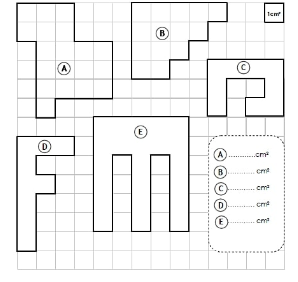 B
1cm²
A
C
E
D
A ............cm²
B ............ cm²
C ............ cm²
D ............ cm²
E ............ cm²